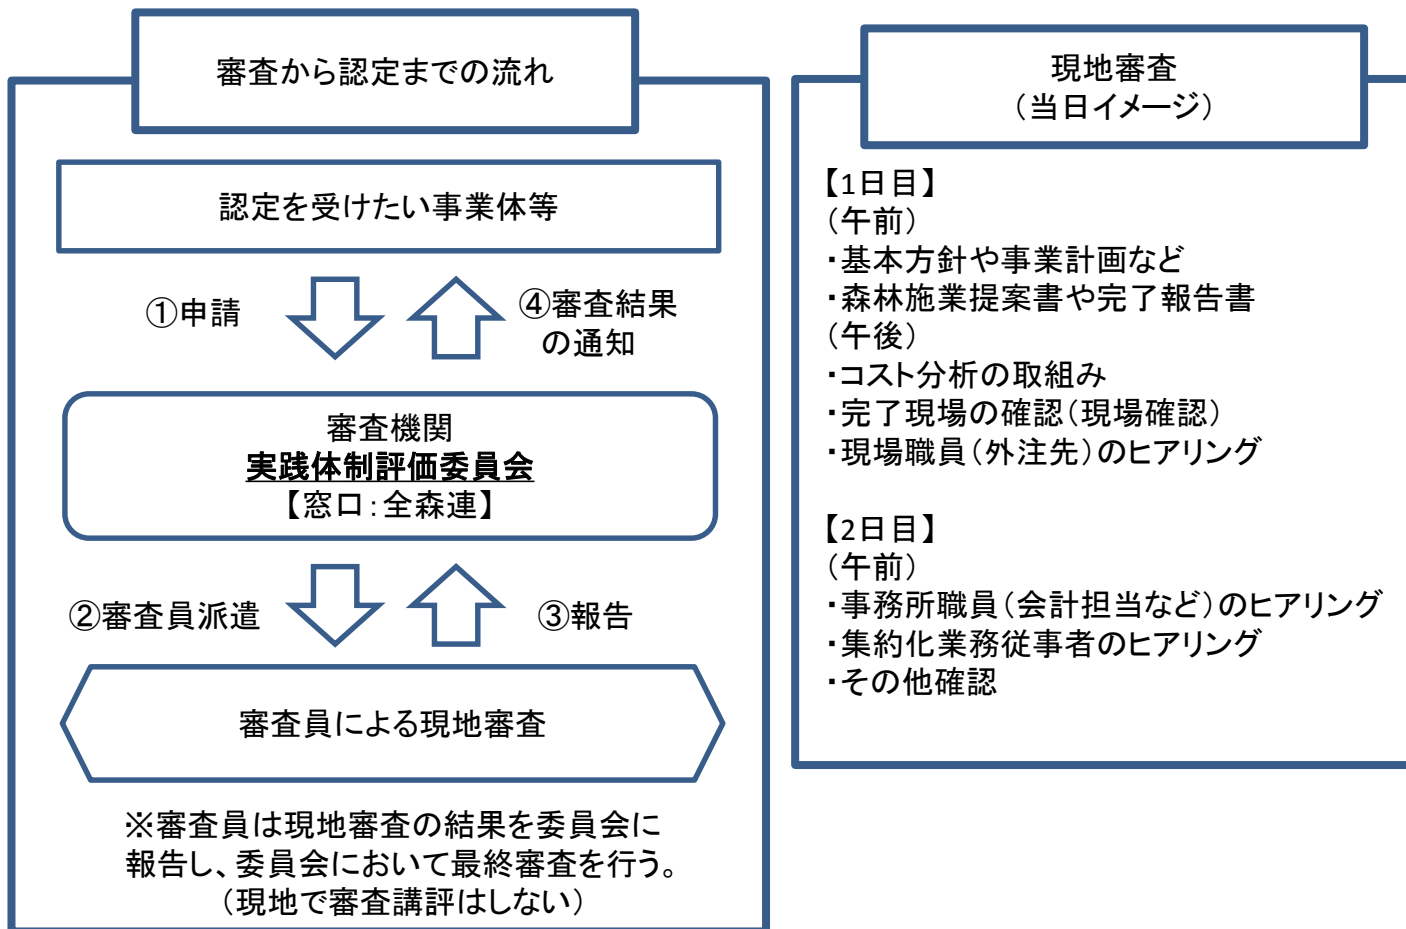 審査から認定までの流れ
認定を受けたい事業体等
①申請
④審査結果
の通知
審査機関
実践体制評価委員会
【窓口:全森連】
②審査員派遣
③報告
審査員による現地審査
※審査員は現地審査の結果を委員会に
報告し、委員会において最終審査を行う。
(現地で審査講評はしない)
現地審査
(当日イメージ)
【1日目】
(午前)
・基本方針や事業計画など
・森林施業提案書や完了報告書
(午後)
・コスト分析の取組み
・完了現場の確認(現場確認)
・現場職員(外注先)のヒアリング
【2日目】
(午前)
・事務所職員(会計担当など)のヒアリング
・集約化業務従事者のヒアリング
・その他確認